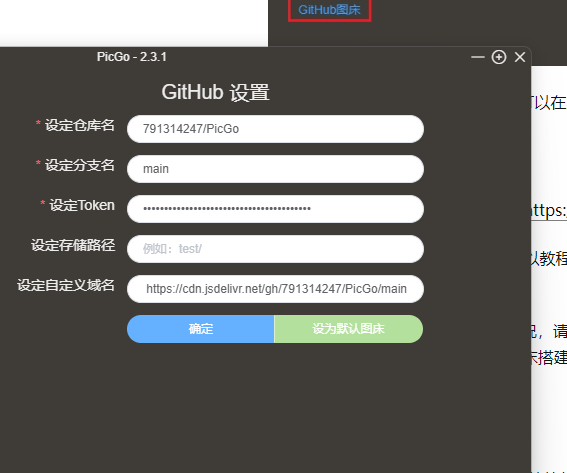 GitHub图床
PicGo - 2.3.1
GitHub 设置
* 设定仓库名
791314247/PicGo
* 设定分支名
main
* 设定Token
••••••••••••••••••••••••••••••••••••••••
设定存储路径
例如：test/
设定自定义域名
https://cdn.jsdelivr.net/gh/791314247/PicGo/main
确定
设为默认图床
可以在
https:
以教程
况，请
床搭建